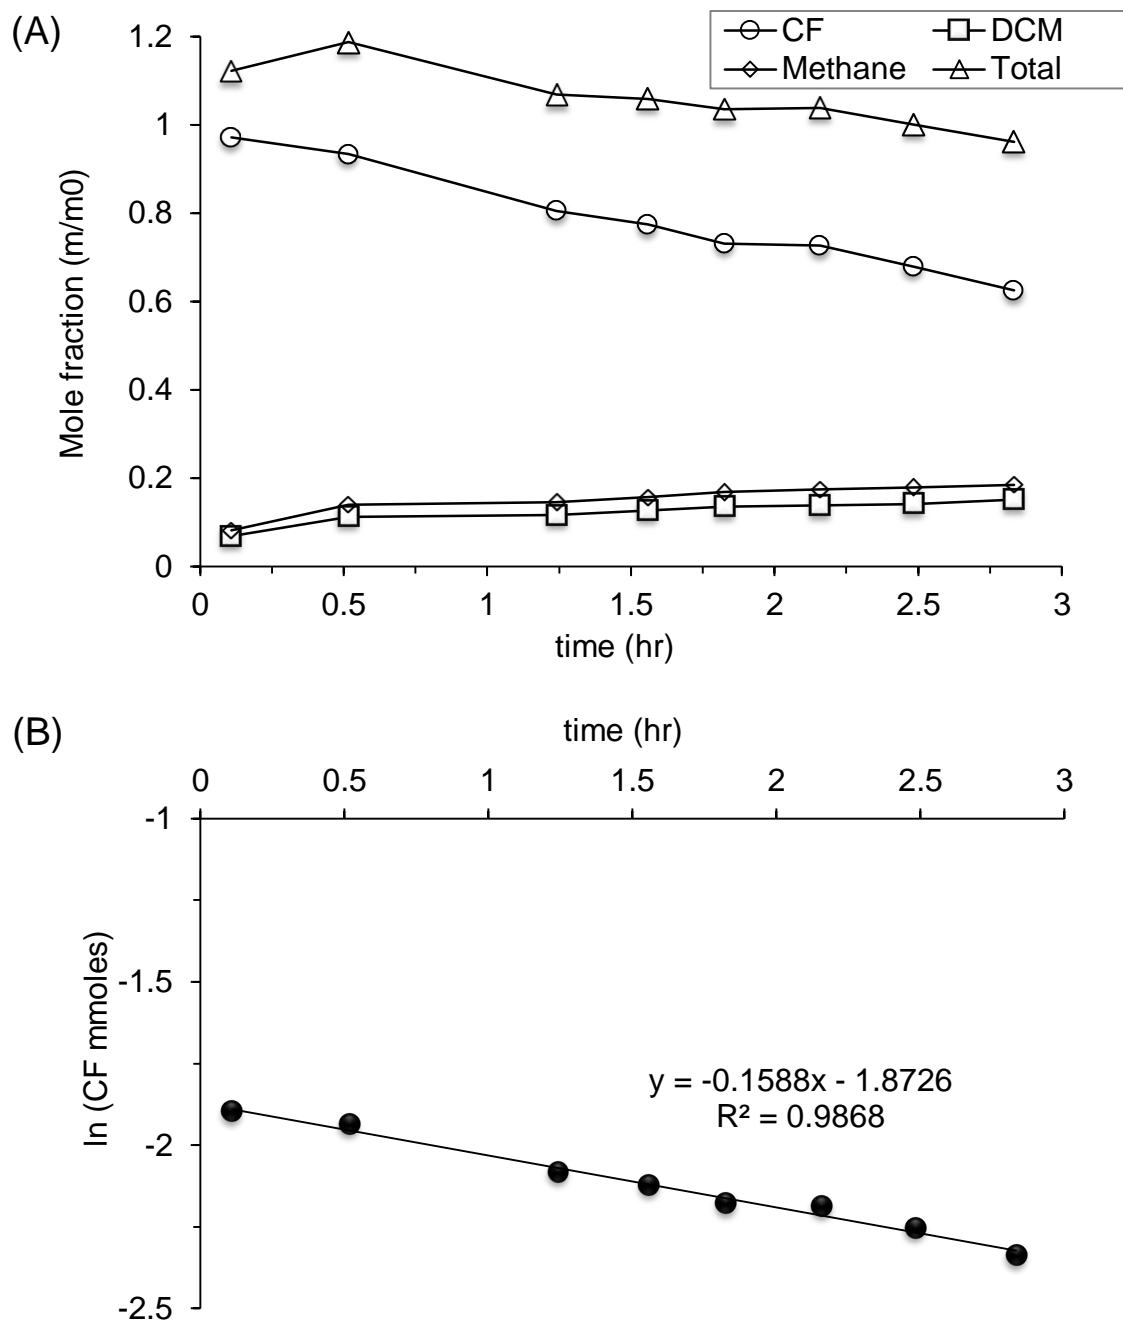 (A)
CF DCM
Methane Total
Mole fraction (m/m0)
1.2
1
0.8
0.6
0.4
0.2
0
0 0.5 1 1.5 2 2.5 3
time (hr)
(B)
time (hr)
0 0.5 1 1.5 2 2.5 3
ln (CF mmoles)
-1
-1.5
-2
-2.5
y = -0.1588x - 1.8726
R² = 0.9868